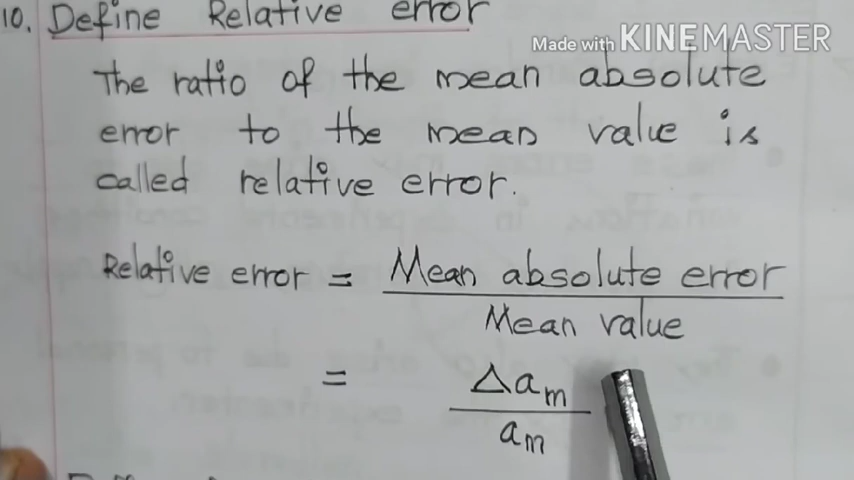 10. Define Relative error
Made with KINEMASTER
The ratio of the mean absolute
error to the mean value is
called relative error.
Relative error = Mean absolute error
Mean value
= Δam
am